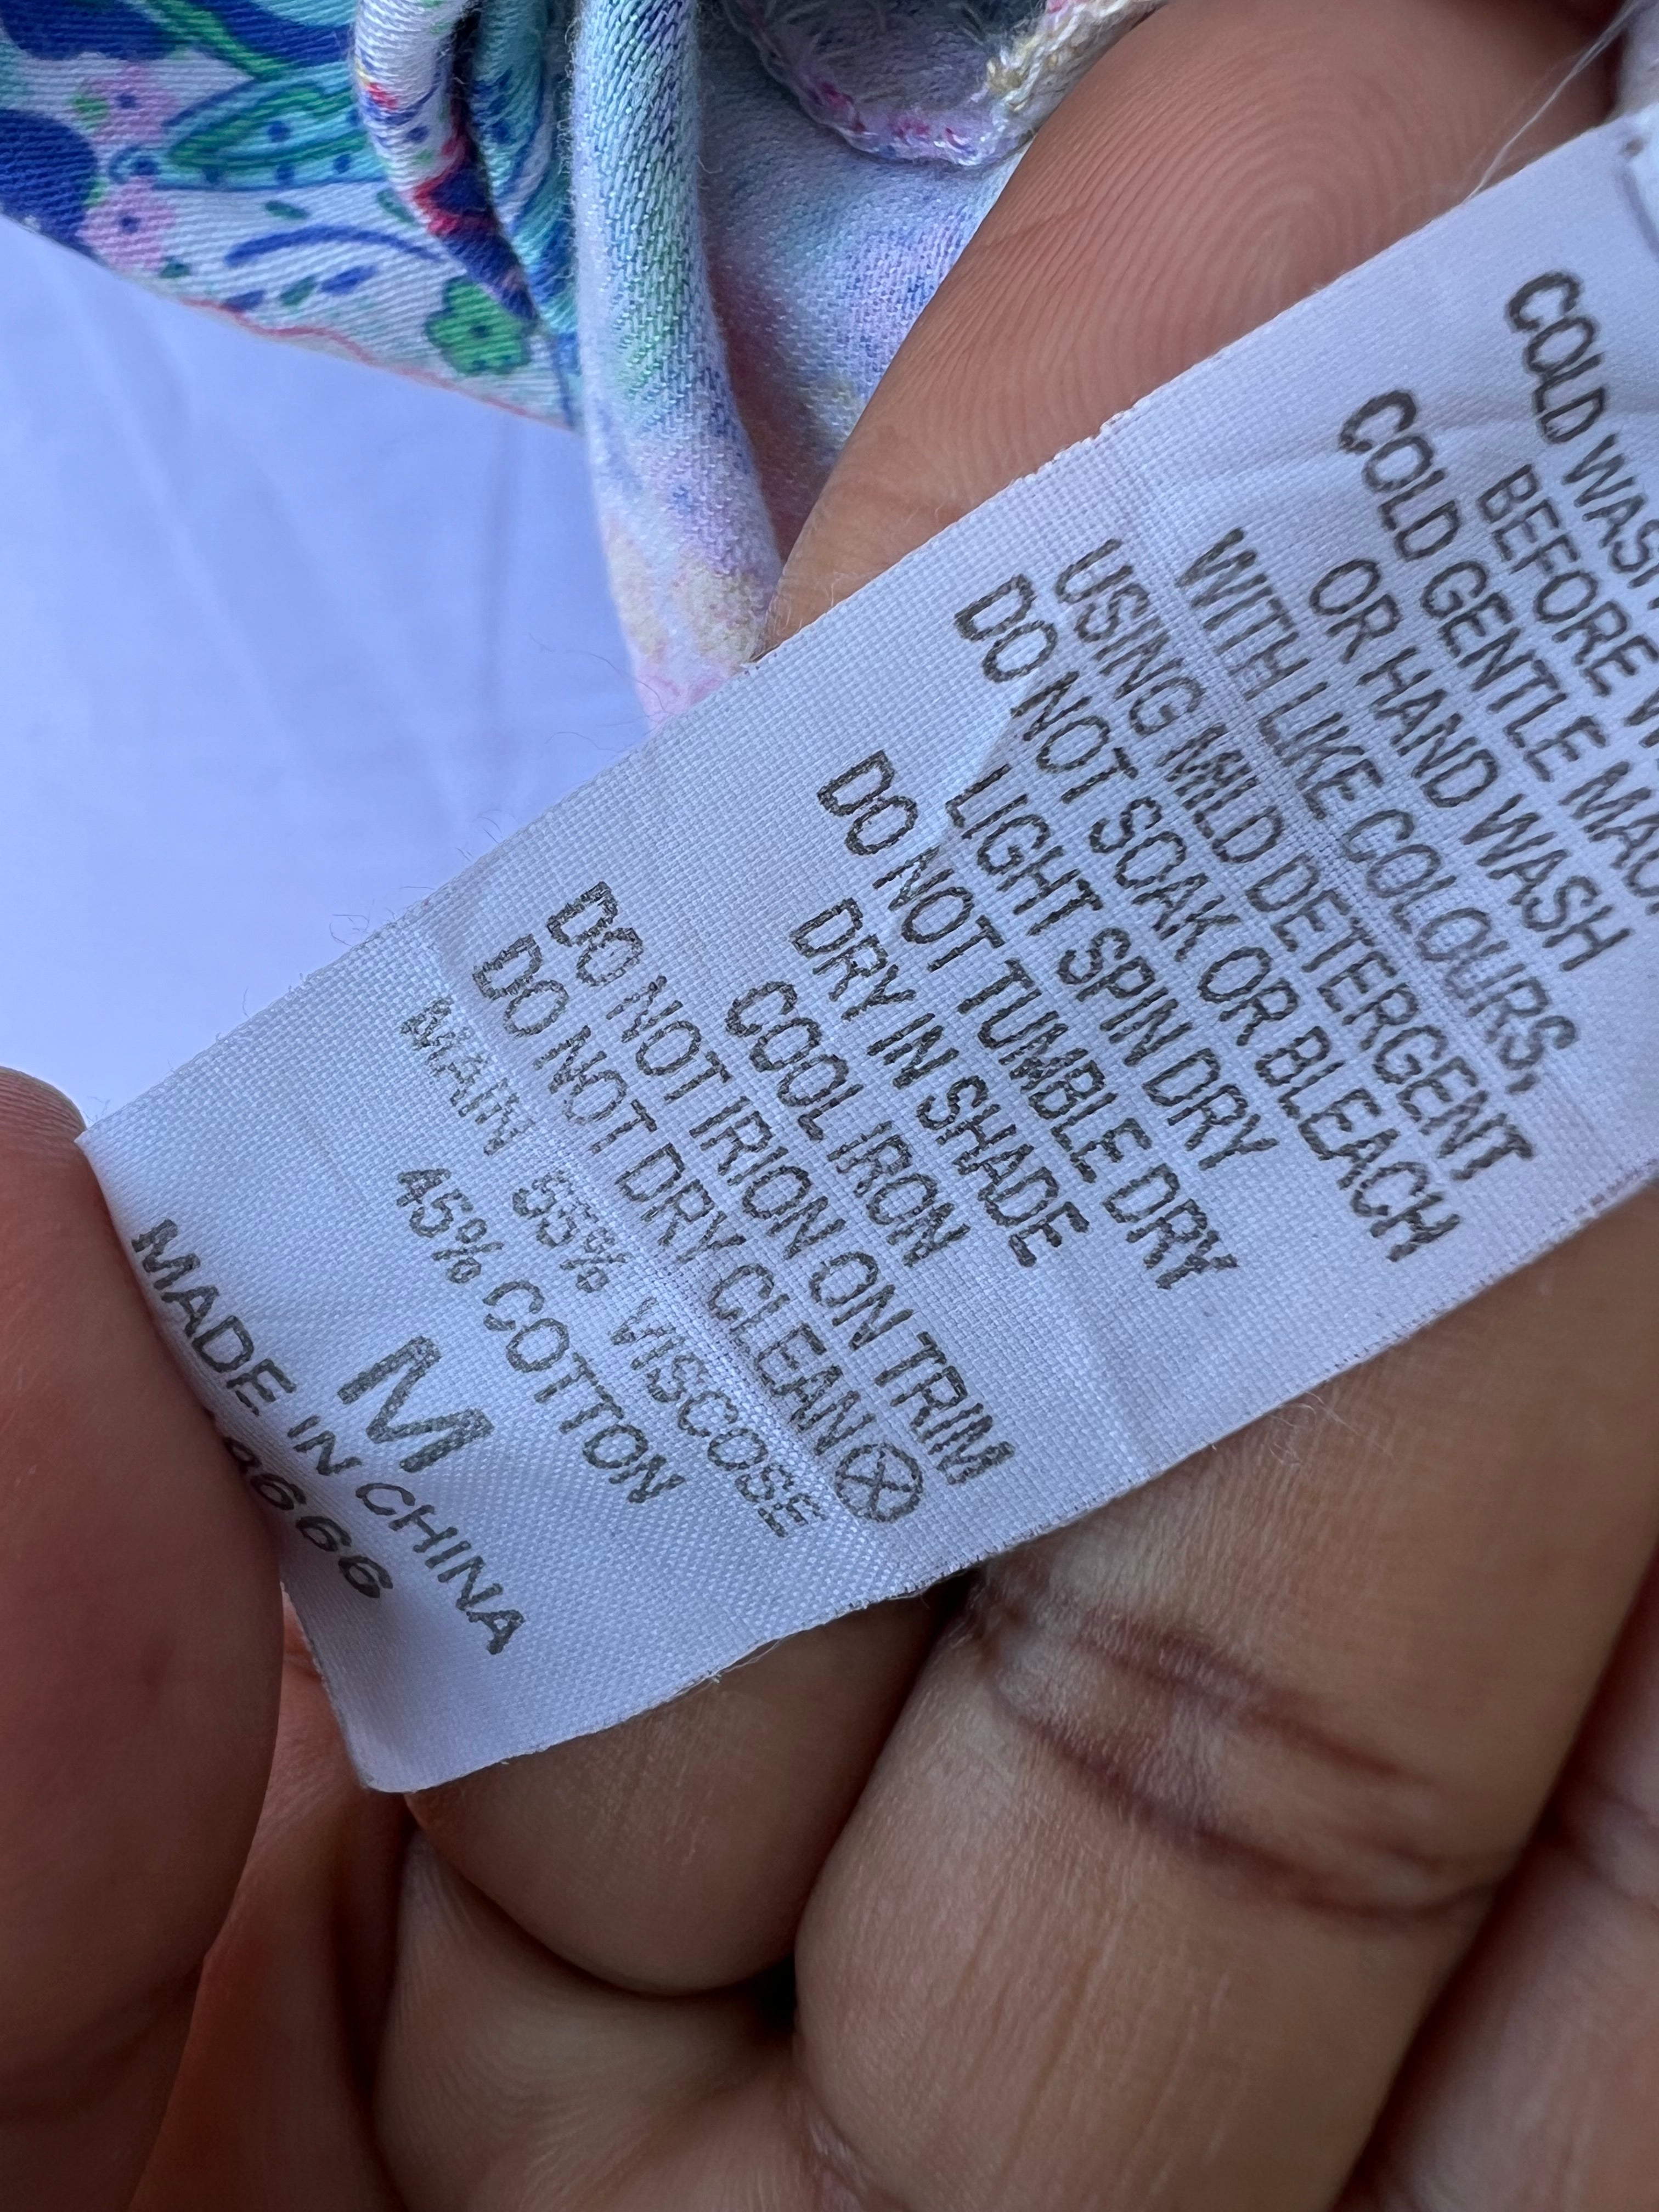 COLD WASH
BEFORE
COLD GENTLE
OR HAND WASH
WITH LIKE COLOURS,
USING MILD DETERGENT
DO NOT SOAK OR BLEACH
LIGHT SPIN DRY
DO NOT TUMBLE DRY
DRY IN SHADE
COOL IRON
DO NOT IRION ON TRIM
DO NOT DRY CLEAN
MAIN 55% VISCOSE
45% COTTON
M
MADE IN CHINA